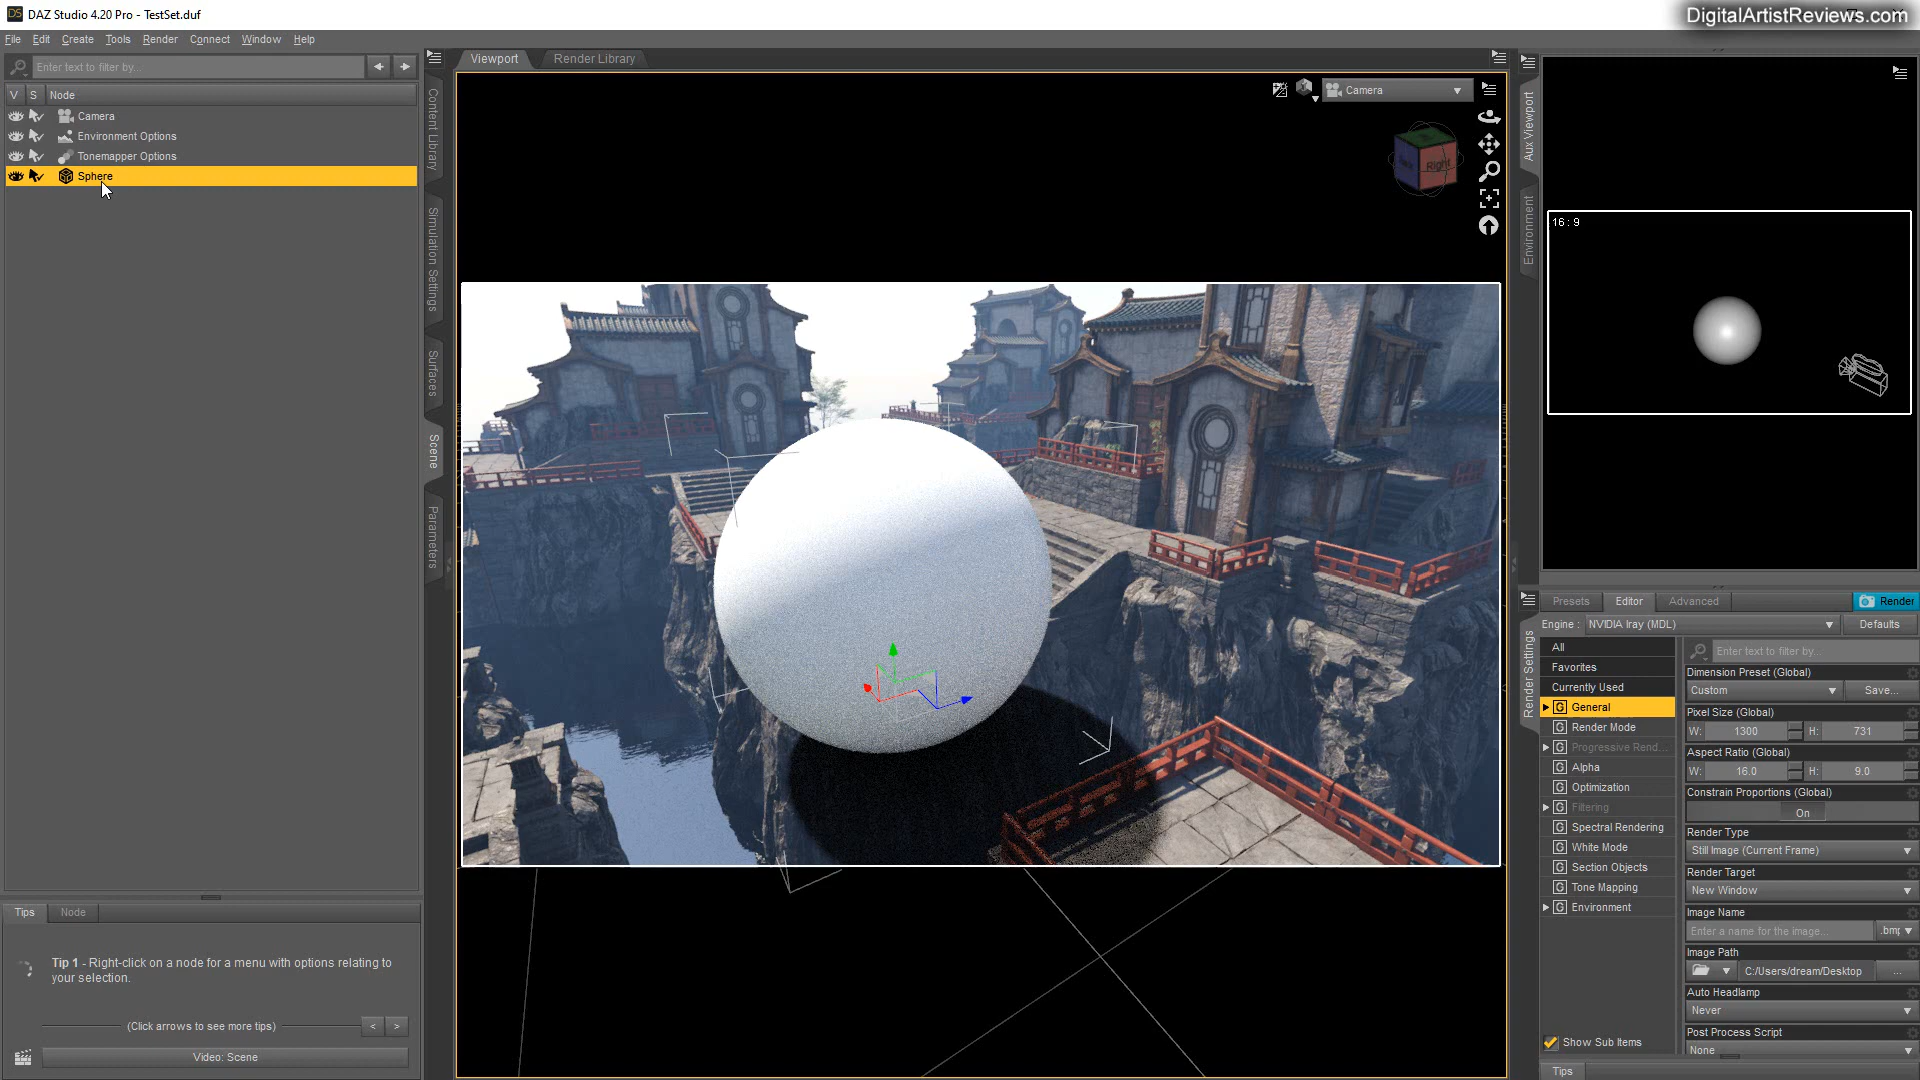 DAZ Studio 4.20 Pro - TestSet.duf
DigitalArtistReviews.com
File Edit Create Tools Render Connect Window Help
Enter text to filter by...
V S Node
Camera
Environment Options
Tonemapper Options
Sphere
Content Library
Simulation Settings
Surfaces
Scene
Parameters
Tips Node
Tip 1 - Right-click on a node for a menu with options relating to
your selection.
(Click arrows to see more tips) < >
Video: Scene
Viewport Render Library
Camera
Right
Aux Viewport
Environment
16 : 9
Render Settings
Presets Editor Advanced Render
Engine : NVIDIA Iray (MDL) Defaults
All
Favorites
Currently Used
General
Render Mode
Progressive Rend...
Alpha
Optimization
Filtering
Spectral Rendering
White Mode
Section Objects
Tone Mapping
Environment
Show Sub Items
Enter text to filter by...
Dimension Preset (Global)
Custom Save...
Pixel Size (Global)
W: 1300 H: 731
Aspect Ratio (Global)
W: 16.0 H: 9.0
Constrain Proportions (Global)
On
Render Type
Still Image (Current Frame)
Render Target
New Window
Image Name
Enter a name for the image...
Image Path
C:/Users/dream/Desktop ...
Auto Headlamp
Never
Post Process Script
None
Tips